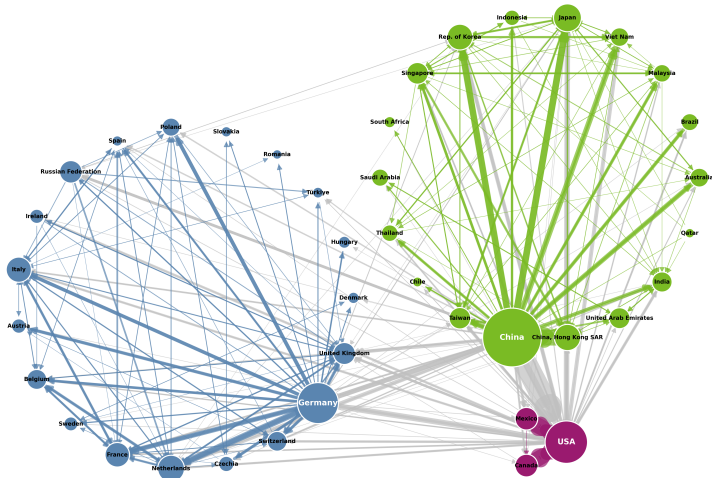 Indonesia
Japan
Rep. of Korea
Viet Nam
Singapore
Malaysia
South Africa
Brazil
Slovakia
Poland
Spain
Romania
Russian Federation
Saudi Arabia
Australia
Türkiye
Ireland
Thailand
Qatar
Hungary
Italy
Chile
India
Denmark
Austria
Taiwan
United Arab Emirates
China
China, Hong Kong SAR
United Kingdom
Belgium
Germany
Mexico
Sweden
Switzerland
USA
France
Netherlands
Czechia
Canada